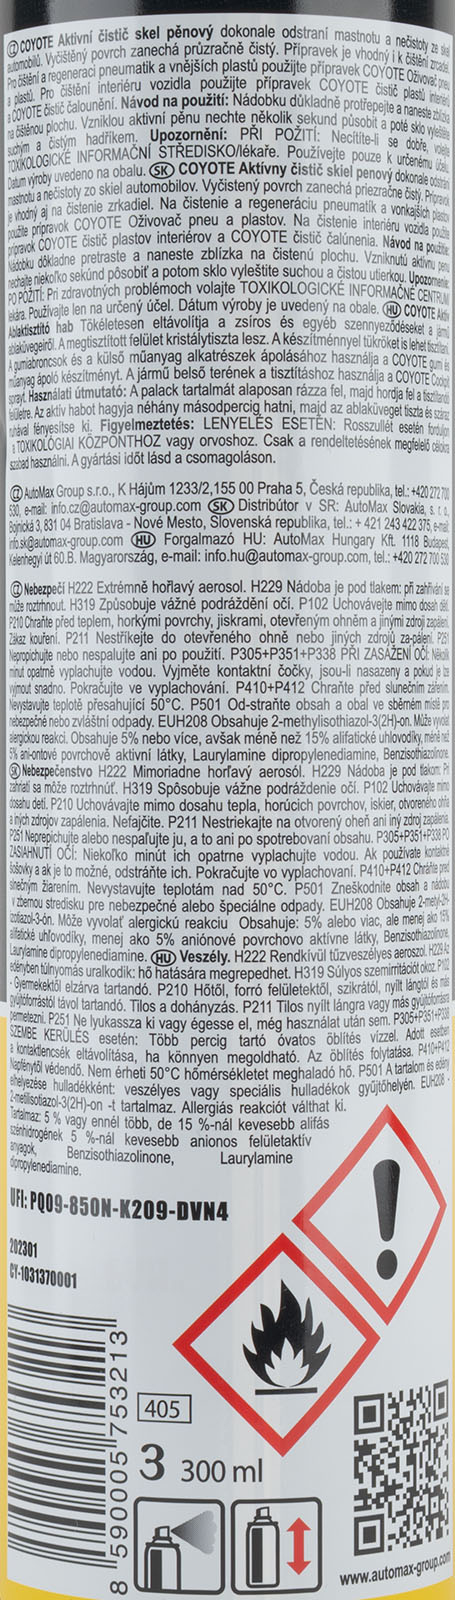 CZ COYOTE Aktivní čistič skel pěnový dokonale odstraní mastnotu a nečistoty ze skel
automobilů. Vyčištěný povrch zanechá průzračně čistý. Přípravek je vhodný i k čištění zrcadel.
Pro čištění a regeneraci pneumatik a vnějších plastů použijte přípravek COYOTE Oživovač pneu
a plastů. Pro čištění interiéru vozidla použijte přípravek COYOTE čistič plastů interiérů
a COYOTE čistič čalounění. Návod na použití: Nádobku důkladně protřepejte a naneste zblízka
na čištěnou plochu. Vzniklou aktivní pěnu nechte několik sekund působit a poté sklo vyleštěte
suchým a čistým hadříkem. Upozornění: PŘI POŽITÍ: Necítíte-li se dobře, volejte
TOXIKOLOGICKÉ INFORMAČNÍ STŘEDISKO/lékaře. Používejte pouze k určenému účelu.
Datum výroby uvedeno na obalu. SK COYOTE Aktívny čistič skiel penový dokonale odstráni
mastnotu a nečistoty zo skiel automobilov. Vyčistený povrch zanechá priezračne čistý. Prípravok
je vhodný aj na čistenie zrkadiel. Na čistenie a regeneráciu pneumatík a vonkajších plastov
použite prípravok COYOTE Oživovač pneu a plastov. Na čistenie interiéru vozidla použite
prípravok COYOTE čistič plastov interiérov a COYOTE čistič čalúnenia. Návod na použitie:
Nádobku dôkladne pretraste a naneste zblízka na čistenú plochu. Vzniknutú aktívnu penu
nechajte niekoľko sekúnd pôsobiť a potom sklo vyleštite suchou a čistou utierkou. Upozornenie:
PO POŽITÍ: Pri zdravotných problémoch volajte TOXIKOLOGICKÉ INFORMAČNÉ CENTRUM/
lekára. Používajte len na určený účel. Dátum výroby je uvedený na obale. HU COYOTE Aktív
Ablaktisztító hab Tökéletesen eltávolítja a zsíros és egyéb szennyeződéseket a jármű
ablaküvegeiről. A megtisztított felület kristálytiszta lesz. A készítménnyel tükröket is lehet tisztítani.
A gumiabroncsok és a külső műanyag alkatrészek ápolásához használja a COYOTE gumi és
műanyag ápoló készítményt. A jármű belső terének a tisztításhoz használja a COYOTE Cockpit
sprayt. Használati útmutató: A palack tartalmát alaposan rázza fel, majd hordja fel a tisztítandó
felületre. Az aktív habot hagyja néhány másodpercig hatni, majd az ablaküveget tiszta és száraz
ruhával fényesítse ki. Figyelmeztetés: LENYELÉS ESETÉN: Rosszullét esetén forduljon
a TOXIKOLÓGIAI KÖZPONTHOZ vagy orvoshoz. Csak a rendeltetésének megfelelő célokra
szabad használni. A gyártási időt lásd a csomagoláson.
CZ AutoMax Group s.r.o., K Hájům 1233/2,155 00 Praha 5, Česká republika, tel.: +420 272 700
530, e-mail: info.cz@automax-group.com SK Distribútor v SR: AutoMax Slovakia, s. r. o.,
Bojnická 3, 831 04 Bratislava - Nové Mesto, Slovenská republika, tel.: + 421 243 422 375, e-mail:
info.sk@automax-group.com HU Forgalmazó HU: AutoMax Hungary Kft. 1118 Budapest,
Kelenhegyi út 60.B. Magyarország, e-mail: info.hu@automax-group.com, tel.: +420 272 700 530
CZ Nebezpečí H222 Extrémně hořlavý aerosol. H229 Nádoba je pod tlakem: při zahřívání se
může roztrhnout. H319 Způsobuje vážné podráždění očí. P102 Uchovávejte mimo dosah dětí.
P210 Chraňte před teplem, horkými povrchy, jiskrami, otevřeným ohněm a jinými zdroji zapálení.
Zákaz kouření. P211 Nestříkejte do otevřeného ohně nebo jiných zdrojů za-pálení. P251
Nepropichujte nebo nespalujte ani po použití. P305+P351+P338 PŘI ZASAŽENÍ OČÍ: Několik
minut opatrně vyplachujte vodou. Vyjměte kontaktní čočky, jsou-li nasazeny a pokud je lze
vyjmout snadno. Pokračujte ve vyplachování. P410+P412 Chraňte před slunečním zářením.
Nevystavujte teplotě přesahující 50°C. P501 Od-straňte obsah a obal ve sběrném místě pro
nebezpečné nebo zvláštní odpady. EUH208 Obsahuje 2-methylisothiazol-3(2H)-on. Může vyvolat
alergickou reakci. Obsahuje 5% nebo více, avšak méně než 15% alifatické uhlovodíky, méně než
5% ani-ontové povrchově aktivní látky, Laurylamine dipropylenediamine, Benzisothiazolinone.
SK Nebezpečenstvo H222 Mimoriadne horľavý aerosól. H229 Nádoba je pod tlakom: Pri
zahriatí sa môže roztrhnúť. H319 Spôsobuje vážne podráždenie očí. P102 Uchovávajte mimo
dosahu detí. P210 Uchovávajte mimo dosahu tepla, horúcich povrchov, iskier, otvoreného ohňa
a iných zdrojov zapálenia. Nefajčite. P211 Nestriekajte na otvorený oheň ani iný zdroj zapálenia.
P251 Neprepichujte alebo nespaľujte ju, a to ani po spotrebovaní obsahu. P305+P351+P338 PO
ZASIAHNUTÍ OČÍ: Niekoľko minút ich opatrne vyplachujte vodou. Ak používate kontaktné
šošovky a ak je to možné, odstráňte ich. Pokračujte vo vyplachovaní. P410+P412 Chráňte pred
slnečným žiarením. Nevystavujte teplotám nad 50°C. P501 Zneškodnite obsah a nádobu
v zbernou stredisku pre nebezpečné alebo špeciálne odpady. EUH208 Obsahuje 2-metyl-2H-
izotiazol-3-ón. Môže vyvolať alergickú reakciu Obsahuje: 5% alebo viac, ale menej ako 15%
alifatické uhľovodíky, menej ako 5% aniónové povrchovo aktívne látky, Benzisothiazolinone,
Laurylamine dipropylenediamine. HU Veszély. H222 Rendkívül tűzveszélyes aeroszol. H229 Az
edényben túlnyomás uralkodik: hő hatására megrepedhet. H319 Súlyos szemirritációt okoz. P102
Gyermekektől elzárva tartandó. P210 Hőtől, forró felületektől, szikrától, nyílt lángtól és más
gyújtóforrástól távol tartandó. Tilos a dohányzás. P211 Tilos nyílt lángra vagy más gyújtóforrásra
permetezni. P251 Ne lyukassza ki vagy égesse el, még használat után sem. P305+P351+P338
SZEMBE KERÜLÉS esetén: Több percig tartó óvatos öblítés vízzel. Adott esetben
a kontaktlencsék eltávolítása, ha könnyen megoldható. Az öblítés folytatása. P410+P412
Napfénytől védendő. Nem érheti 50°C hőmérsékletet meghaladó hő. P501 A tartalom és edény
elhelyezése hulladékként: veszélyes vagy speciális hulladékok gyűjtőhelyén. EUH208 -
2-metilisotiazol-3(2H)-on -t tartalmaz. Allergiás reakciót válthat ki.
Tartalmaz: 5 % vagy ennél több, de 15 %-nál kevesebb alifás
szénhidrogének 5 %-nál kevesebb anionos felületaktív
anyagok, Benzisothiazolinone, Laurylamine
dipropylenediamine.
UFI: PQ09-850N-K209-DVN4
202301
CY-1031370001
8 590005 753213
405
3 300 ml
www.automax-group.com